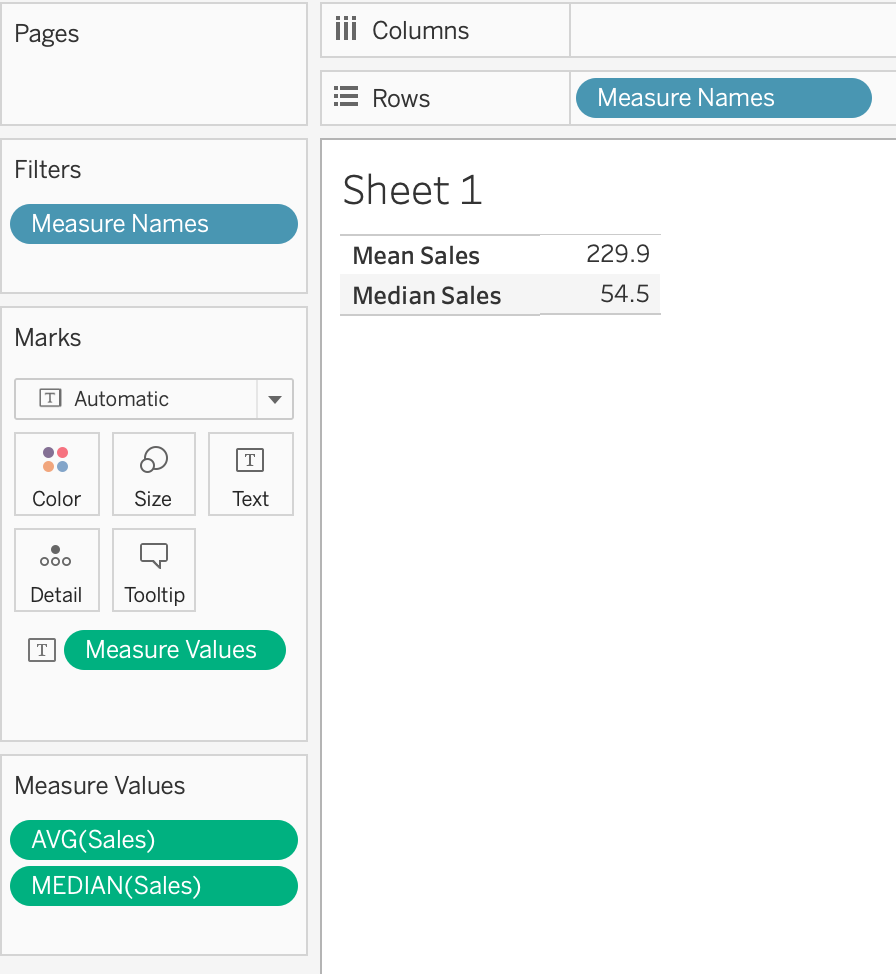 Pages
Columns
Rows
Measure Names
Filters
Measure Names
Sheet 1
Mean Sales 229.9
Median Sales 54.5
Marks
T Automatic
Color
Size
T
Text
Detail
Tooltip
T Measure Values
Measure Values
AVG(Sales)
MEDIAN(Sales)